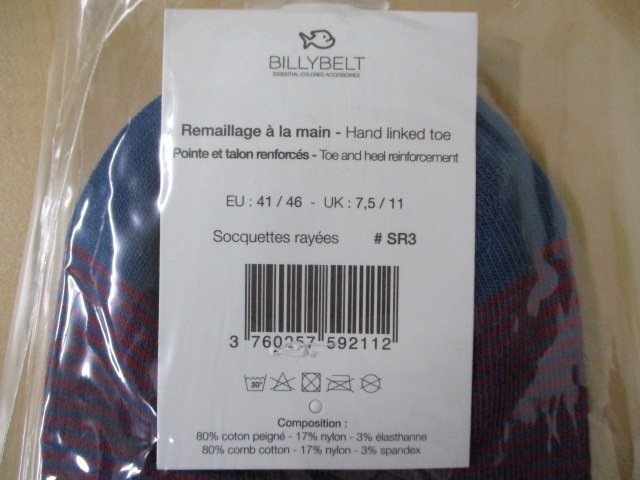 BILLYBELT
ESSENTIAL COLORED ACCESSORIES
Remaillage à la main - Hand linked toe
Pointe et talon renforcés - Toe and heel reinforcement
EU : 41 / 46 - UK : 7,5 / 11
Socquettes rayées # SR3
3 760257 592112
30°
Composition :
80% coton peigné - 17% nylon - 3% élasthanne
80% comb cotton - 17% nylon - 3% spandex